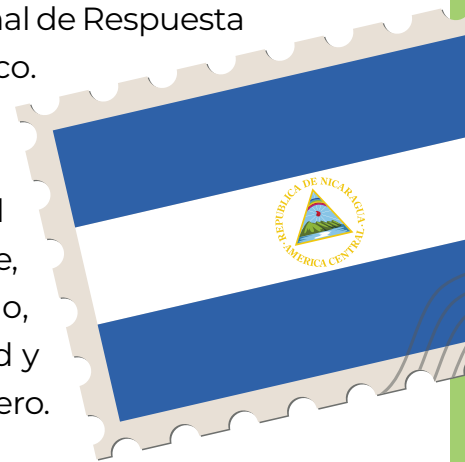 nal de Respuesta
co.
l
e,
o,
d y
ero.
REPUBLICA DE NICARAGUA
AMERICA CENTRAL